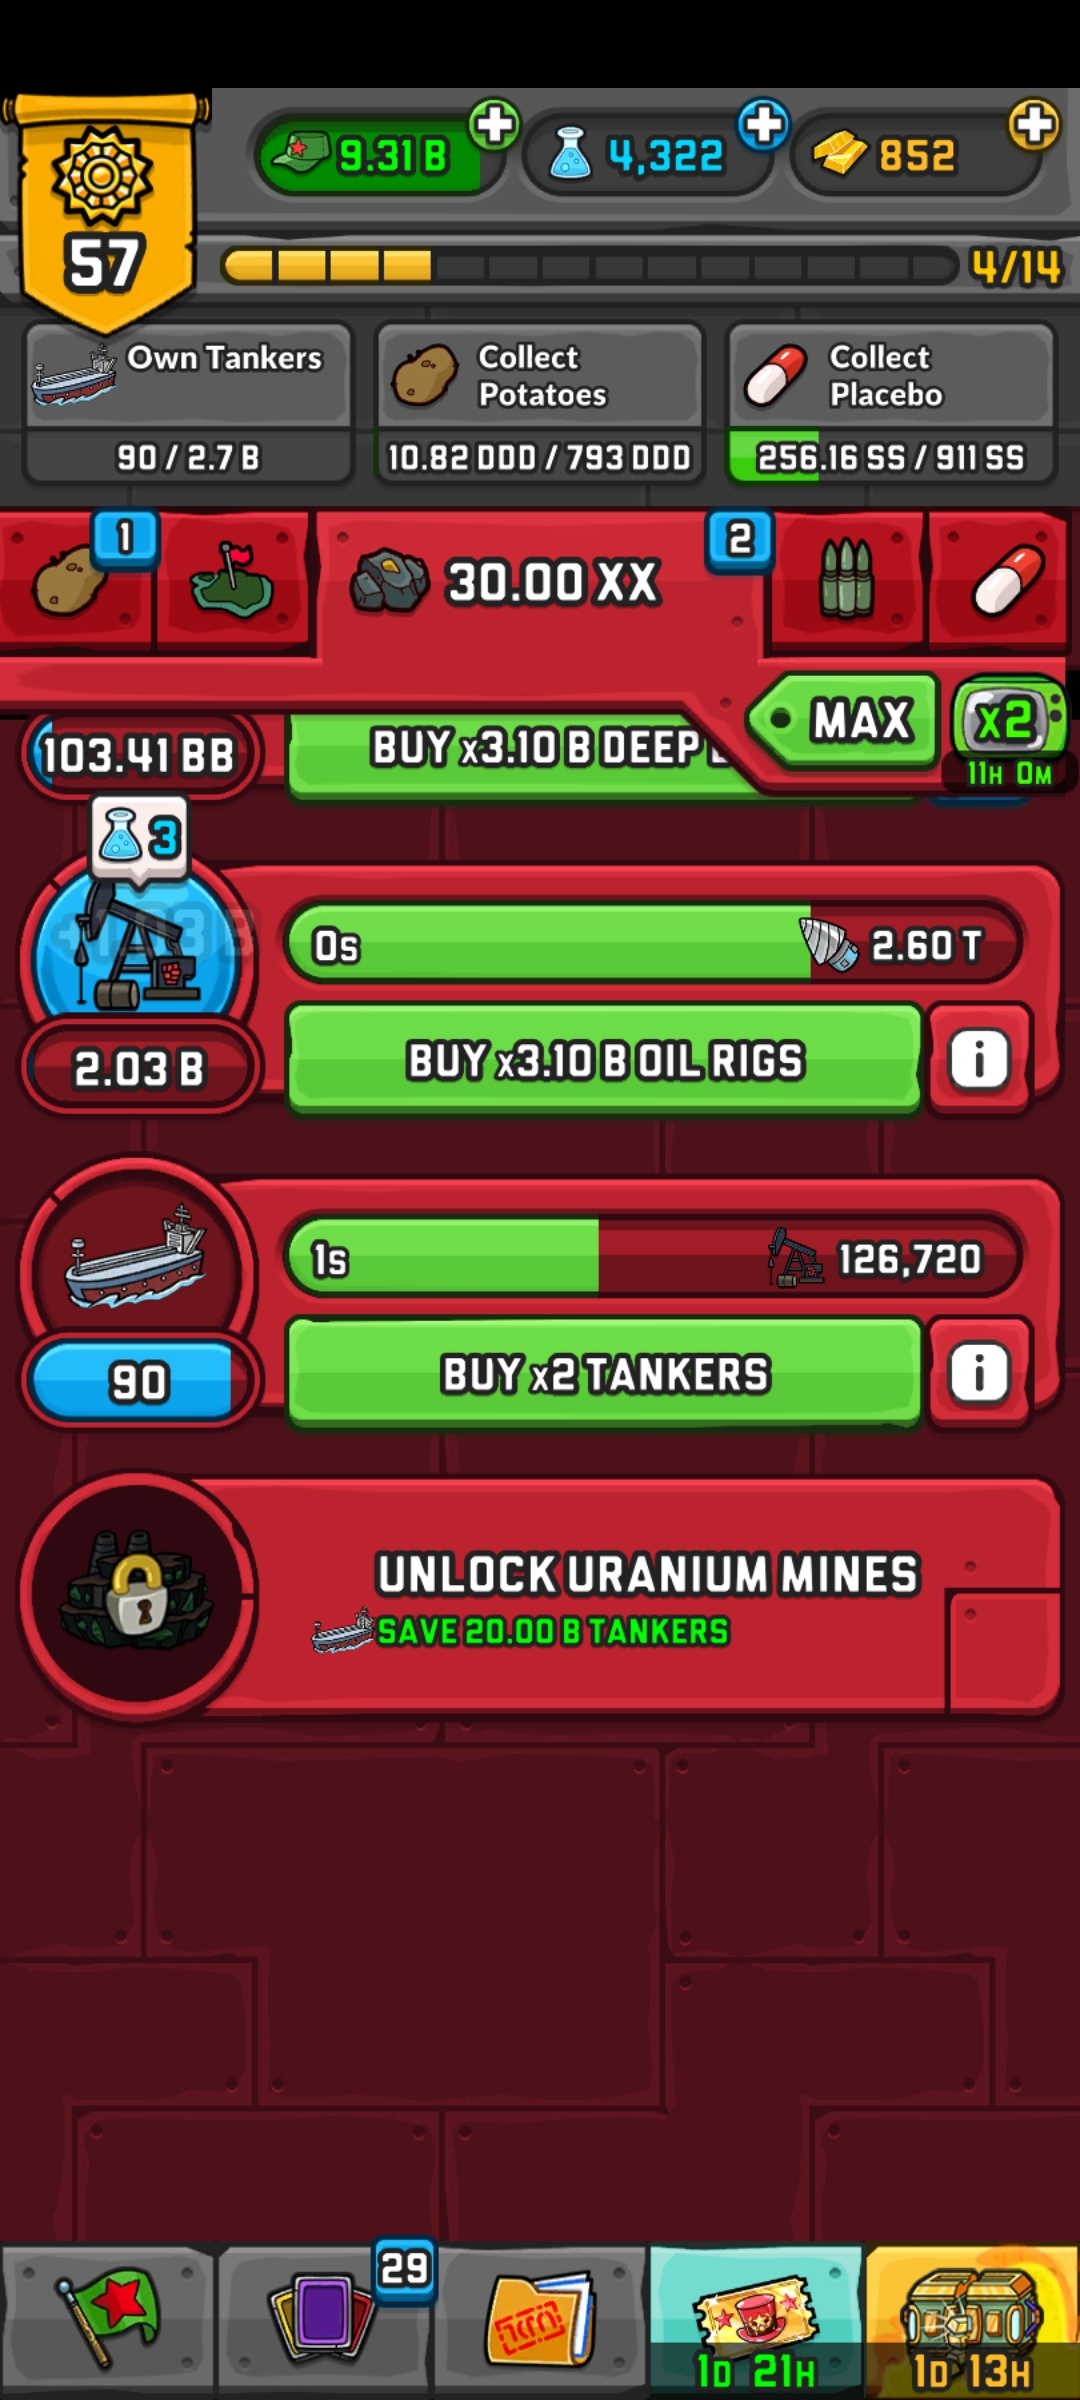 9.31 B
4,322
852
57
4/14
Own Tankers
90 / 2.7 B
Collect
Potatoes
10.82 DDD / 793 DDD
Collect
Placebo
256.16 SS / 911 SS
1
30.00 XX
2
MAX
x2
11H 0M
103.41 BB
BUY x3.10 B DEEP
3
0s
2.60 T
2.03 B
BUY x3.10 B OIL RIGS
i
1s
126,720
90
BUY x2 TANKERS
i
UNLOCK URANIUM MINES
SAVE 20.00 B TANKERS
29
1D 21H
1D 13H